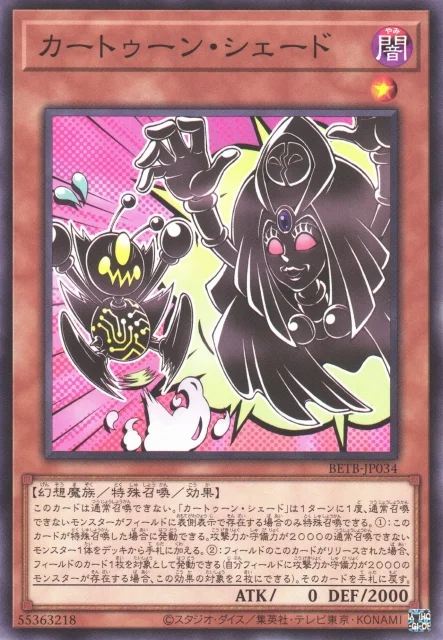 カートゥーン・シェード
闇
BETB-JP034
【幻想魔族／特殊召喚／効果】
このカードは通常召喚できない。「カートゥーン・シェード」は1ターンに1度、通常召喚
できないモンスターがフィールドに表側表示で存在する場合のみ特殊召喚できる。①：この
カードが特殊召喚した場合に発動できる。攻撃力か守備力が2000の通常召喚できない
モンスター1体をデッキから手札に加える。②：フィールドのこのカードがリリースされた場合、
フィールドのカード1枚を対象として発動できる（自分フィールドに攻撃力か守備力が2000の
モンスターが存在する場合、この効果の対象を2枚にできる）。そのカードを手札に戻す。
ATK/ 0 DEF/2000
55363218
©スタジオ・ダイス／集英社・テレビ東京・KONAMI